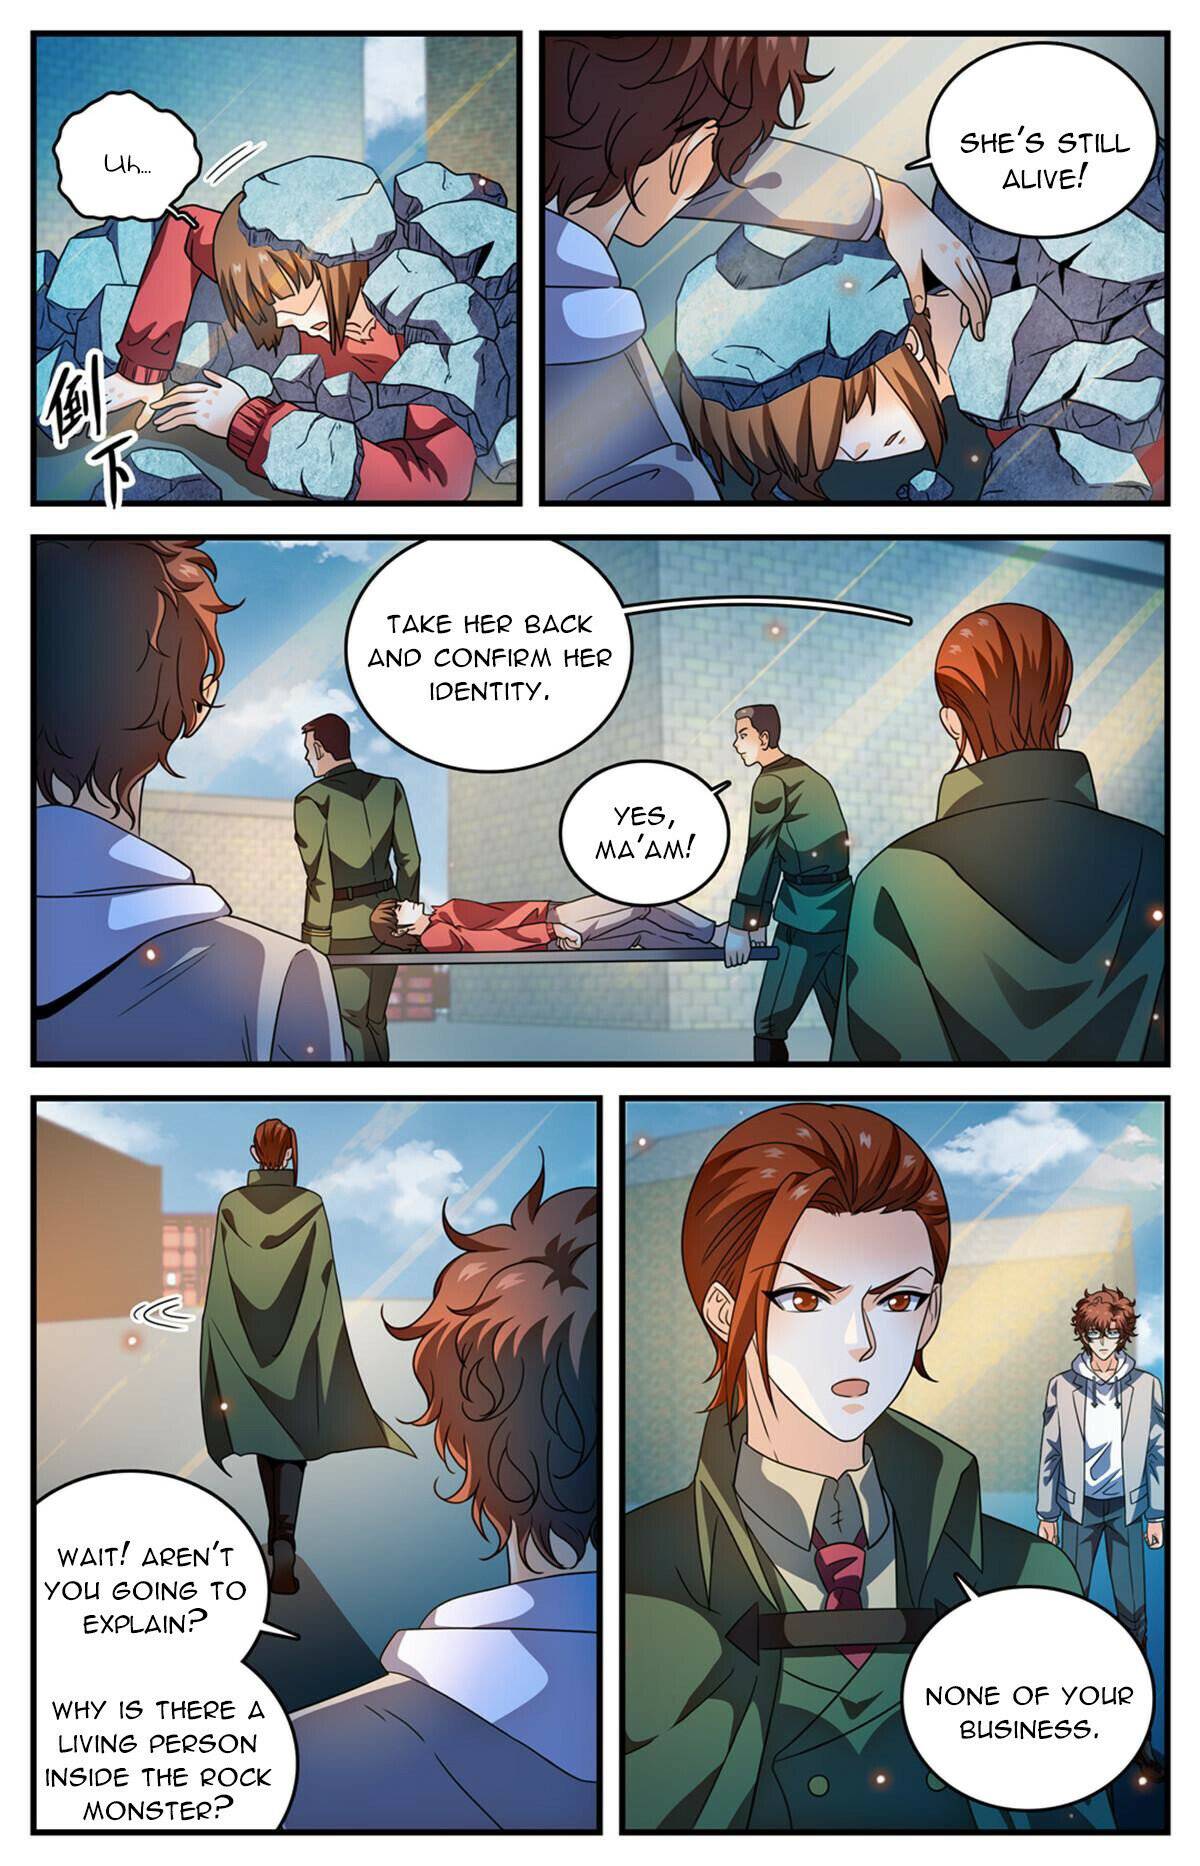 Uh...
倒
下
SHE'S STILL
ALIVE!
TAKE HER BACK
AND CONFIRM HER
IDENTITY.
YES,
MA'AM!
WAIT! AREN'T
YOU GOING TO
EXPLAIN?
WHY IS THERE A
LIVING PERSON
INSIDE THE ROCK
MONSTER?
NONE OF YOUR
BUSINESS.